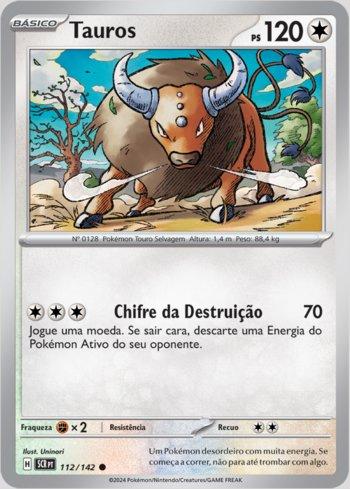 BÁSICO
Tauros
PS 120
Nº 0128 Pokémon Touro Selvagem Altura: 1,4 m Peso: 88,4 kg
Chifre da Destruição 70
Jogue uma moeda. Se sair cara, descarte uma Energia do
Pokémon Ativo do seu oponente.
Fraqueza ×2 Resistência Recuo
Ilust. Uninori
H SCR PT 112/142
Um Pokémon desordeiro com muita energia. Se
começa a correr, não para até trombar com algo.
©2024 Pokémon/Nintendo/Creatures/GAME FREAK